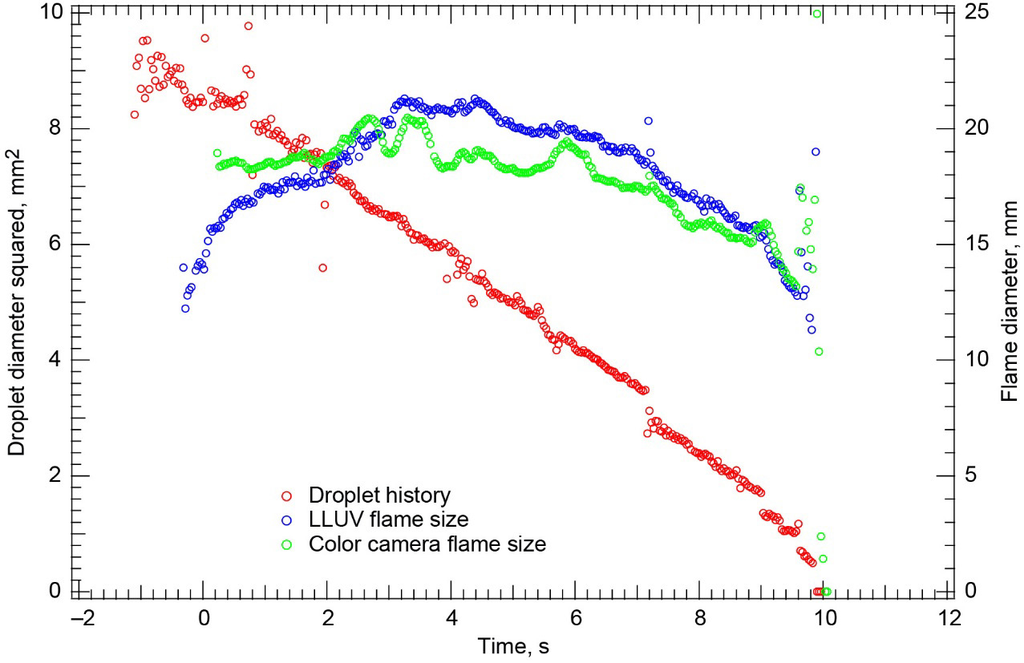 10
8
6
4
2
0
Droplet diameter squared, mm2
25
20
15
10
5
0
Flame diameter, mm
Droplet history
LLUV flame size
Color camera flame size
–2 0 2 4 6 8 10 12
Time, s